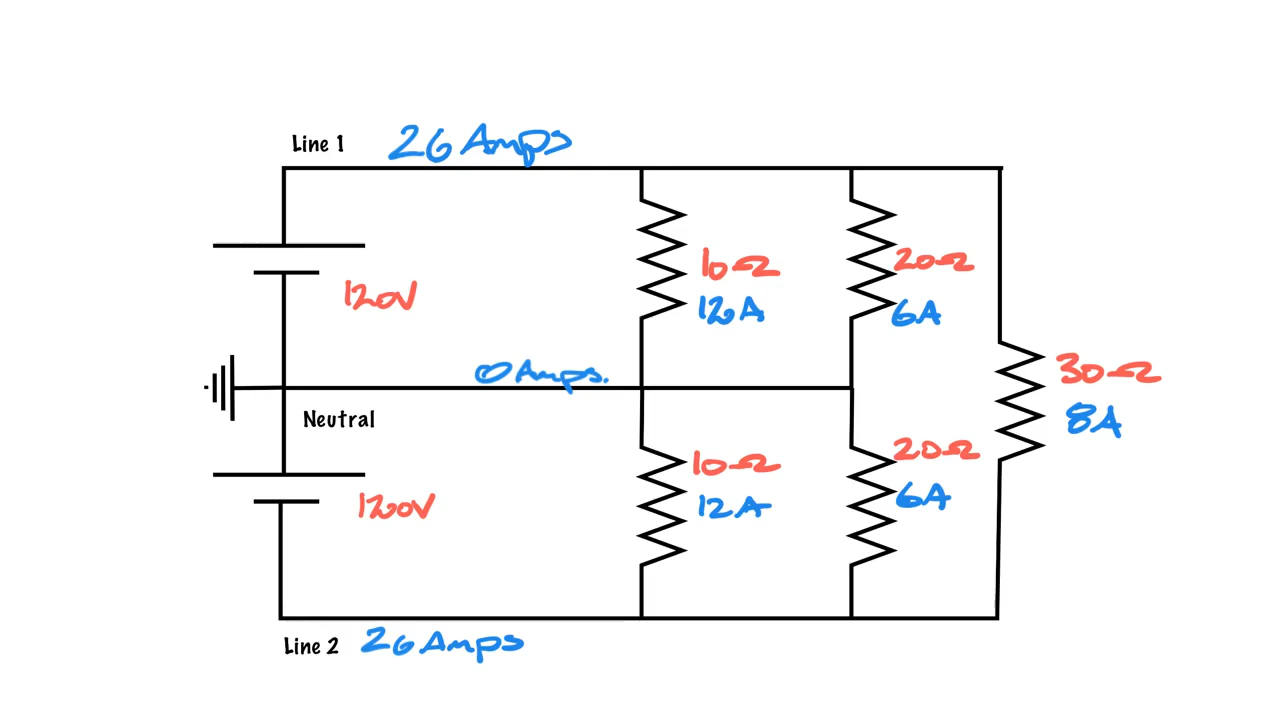 Line 1 26 Amps
10Ω 20Ω
12A 6A
120V
0 Amps.
30Ω
8A
Neutral
10Ω 20Ω
12A 6A
120V
Line 2 26 Amps